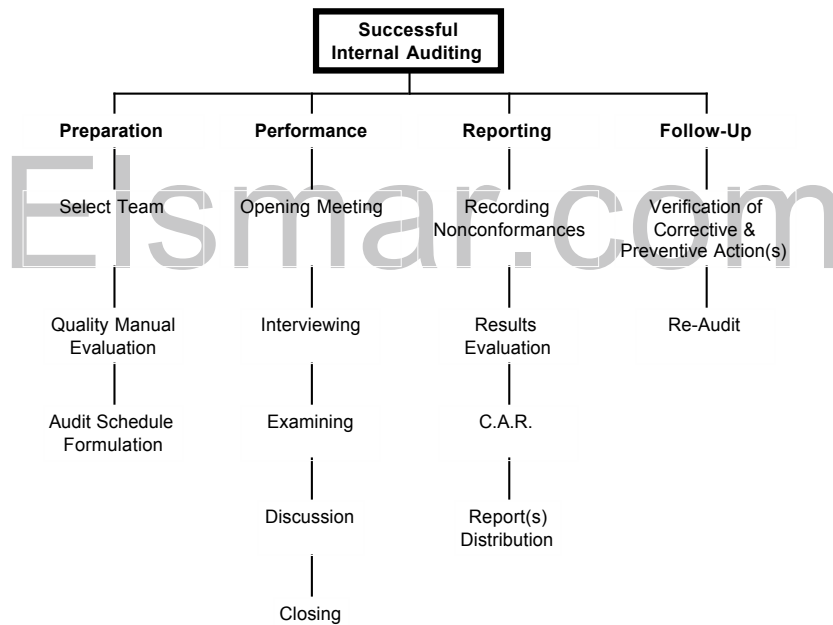 Successful
Internal Auditing
Preparation
Performance
Reporting
Follow-Up
Elsmar.com
Select Team
Opening Meeting
Recording
Nonconformances
Verification of
Corrective &
Preventive Action(s)
Quality Manual
Evaluation
Interviewing
Results
Evaluation
Re-Audit
Audit Schedule
Formulation
Examining
C.A.R.
Discussion
Report(s)
Distribution
Closing